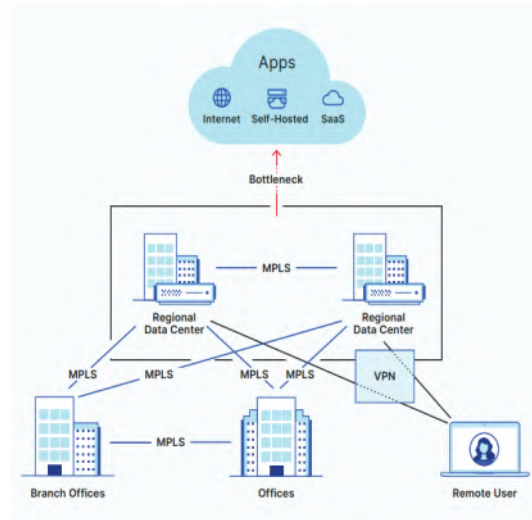 Apps
Internet Self-Hosted SaaS
Bottleneck
MPLS
Regional
Data Center
Regional
Data Center
MPLS MPLS MPLS MPLS
VPN
MPLS
Branch Offices Offices Remote User